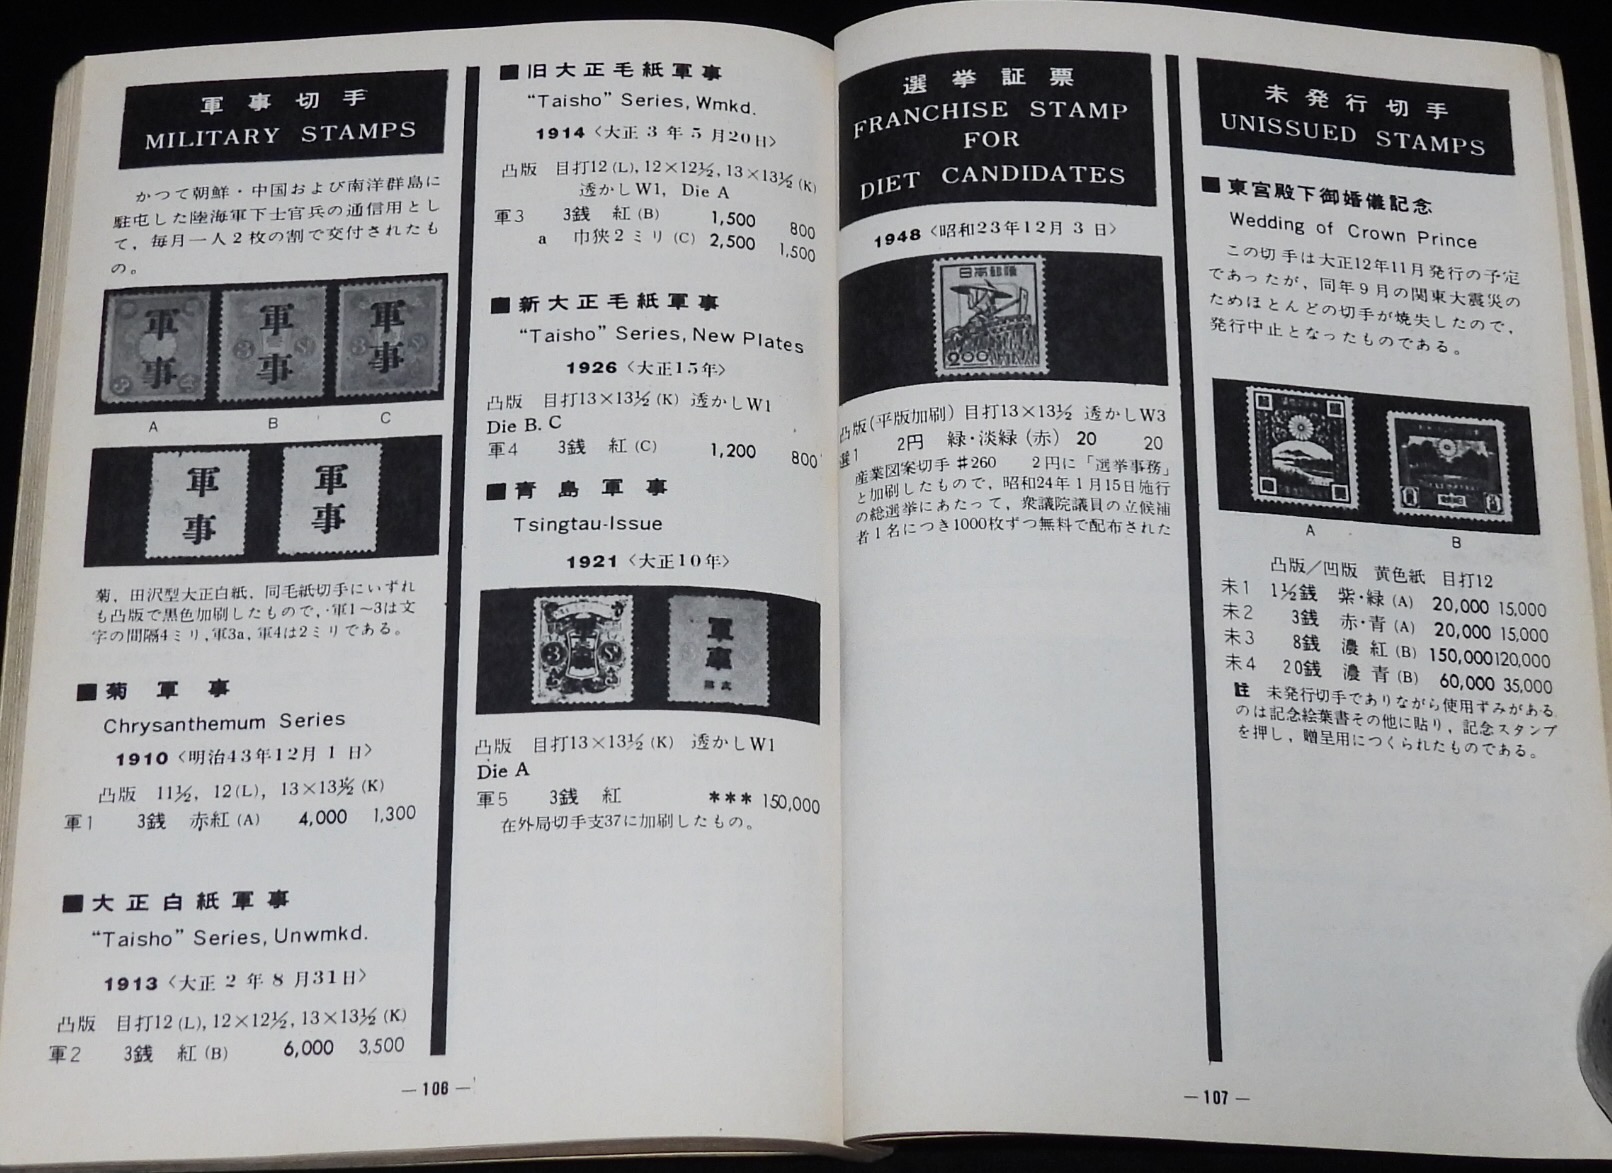 軍事切手
MILITARY STAMPS
かつて朝鮮・中国および南洋群島に
駐屯した陸海軍下士官兵の通信用とし
て，毎月一人2枚の割で交付されたも
の。
軍事
軍事
軍事
A B C
軍事
軍事
菊，田沢型大正白紙，同毛紙切手にいずれ
も凸版で黒色加刷したもので，軍1～3は文
字の間隔4ミリ,軍3a,軍4は2ミリである。
■菊軍事
Chrysanthemum Series
1910〈明治43年12月1日〉
凸版 11½, 12(L), 13×13½(K)
軍1 3銭 赤紅(A) 4,000 1,300
■大正白紙軍事
“Taisho” Series, Unwmkd.
1913〈大正2年8月31日〉
凸版 目打12(L), 12×12½, 13×13½(K)
軍2 3銭 紅(B) 6,000 3,500
■旧大正毛紙軍事
“Taisho” Series, Wmkd.
1914〈大正3年5月20日〉
凸版 目打12(L), 12×12½, 13×13½(K)
透かしW1, Die A
軍3 3銭 紅(B) 1,500 800
a 巾狭2ミリ(C) 2,500 1,500
■新大正毛紙軍事
“Taisho” Series, New Plates
1926〈大正15年〉
凸版 目打13×13½(K) 透かしW1
Die B. C
軍4 3銭 紅(C) 1,200 800
■青島軍事
Tsingtau-Issue
1921〈大正10年〉
軍事
凸版 目打13×13½(K) 透かしW1
Die A
軍5 3銭 紅 *** 150,000
在外局切手支37に加刷したもの。
—106—
選挙証票
FRANCHISE STAMP
FOR
DIET CANDIDATES
1948〈昭和23年12月3日〉
日本郵便
200
凸版(平版加刷) 目打13×13½ 透かしW3
選1 2円 緑・淡緑(赤) 20 20
産業図案切手♯260 2円に「選挙事務」
と加刷したもので，昭和24年1月15日施行
の総選挙にあたって，衆議院議員の立候補
者1名につき1000枚ずつ無料で配布された
未発行切手
UNISSUED STAMPS
■東宮殿下御婚儀記念
Wedding of Crown Prince
この切手は大正12年11月発行の予定
であったが，同年9月の関東大震災の
ためほとんどの切手が焼失したので，
発行中止となったものである。
A B
凸版／凹版 黄色紙 目打12
未1 1½銭 紫・緑(A) 20,000 15,000
未2 3銭 赤・青(A) 20,000 15,000
未3 8銭 濃紅(B) 150,000 120,000
未4 20銭 濃青(B) 60,000 35,000
註 未発行切手でありながら使用ずみがある
のは記念絵葉書その他に貼り，記念スタンプ
を押し，贈呈用につくられたものである。
—107—